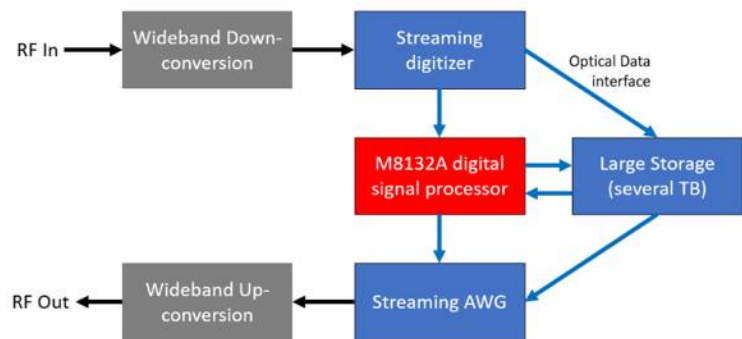 RF In
Wideband Down-
conversion
Streaming
digitizer
Optical Data
interface
M8132A digital
signal processor
Large Storage
(several TB)
RF Out
Wideband Up-
conversion
Streaming AWG